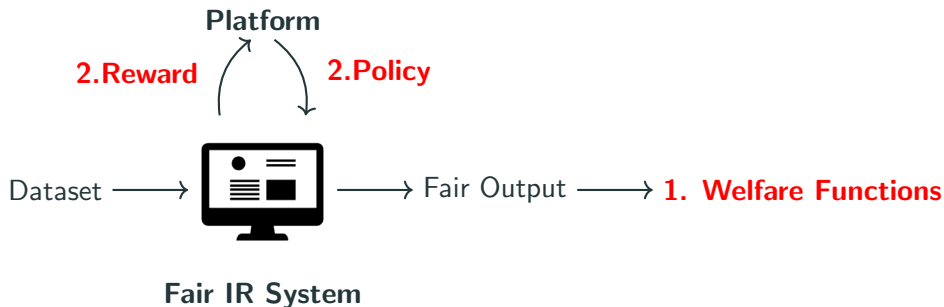 Platform
2.Reward
2.Policy
Dataset
Fair Output
1. Welfare Functions
Fair IR System